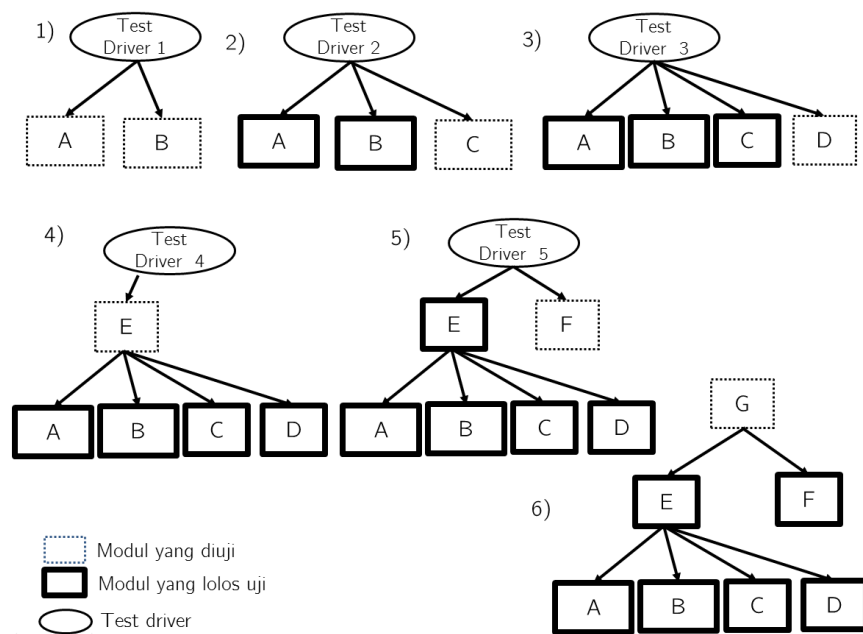 1)
Test
Driver 1
A
B
2)
Test
Driver 2
A
B
C
3)
Test
Driver 3
A
B
C
D
4)
Test
Driver 4
E
A
B
C
D
5)
Test
Driver 5
E
F
A
B
C
D
6)
G
E
F
A
B
C
D
Modul yang diuji
Modul yang lolos uji
Test driver